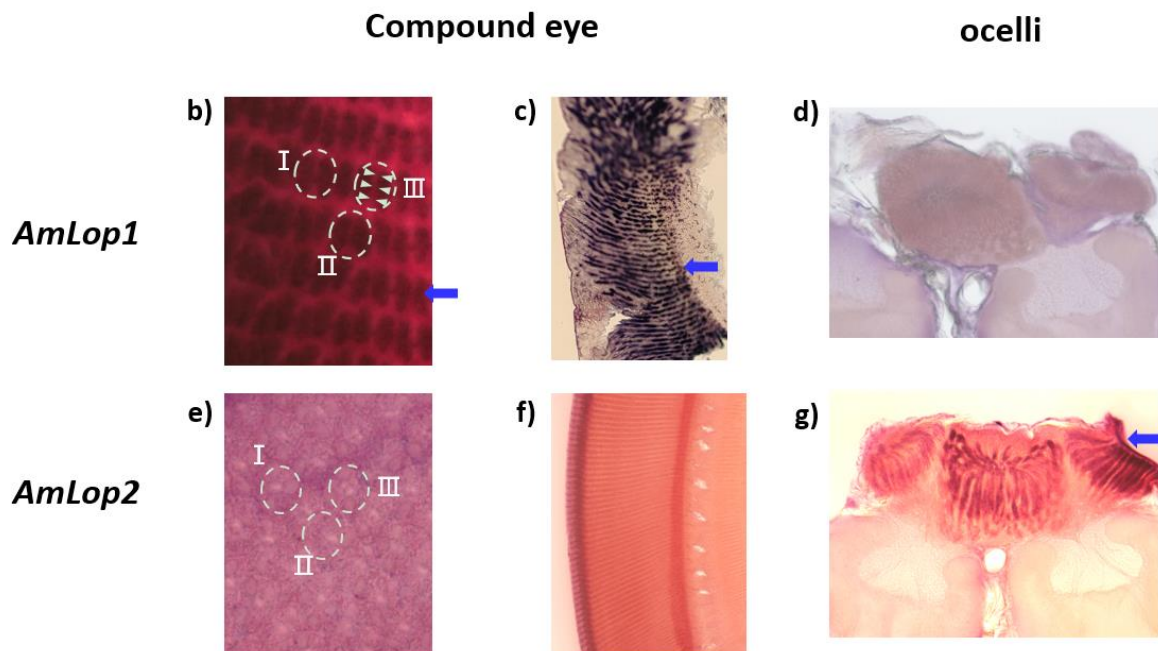 Compound eye
ocelli
AmLop1
b)
I
II
III
c)
d)
AmLop2
e)
I
II
III
f)
g)